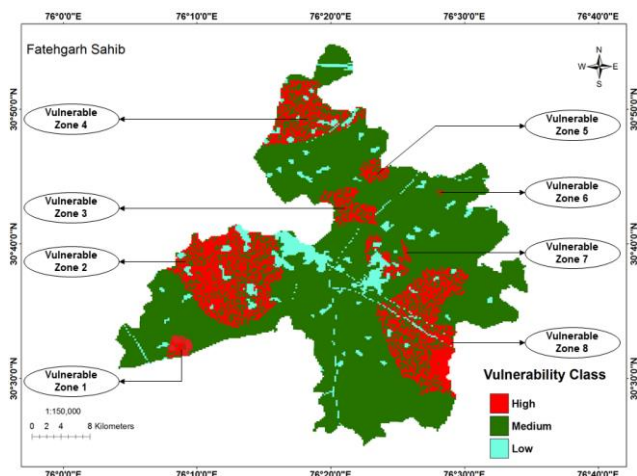 76°0'0"E 76°10'0"E 76°20'0"E 76°30'0"E 76°40'0"E
Fatehgarh Sahib
N
W E
S
30°50'0"N 30°50'0"N
Vulnerable
Zone 4
Vulnerable
Zone 5
Vulnerable
Zone 6
Vulnerable
Zone 3
30°40'0"N 30°40'0"N
Vulnerable
Zone 2
Vulnerable
Zone 7
Vulnerable
Zone 8
Vulnerable
Zone 1
30°30'0"N 30°30'0"N
1:150,000
0 2 4 8 Kilometers
Vulnerability Class
High
Medium
Low
76°0'0"E 76°10'0"E 76°20'0"E 76°30'0"E 76°40'0"E